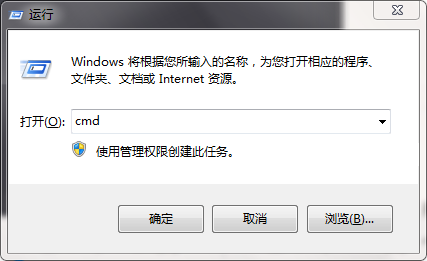 运行
Windows 将根据您所输入的名称，为您打开相应的程序、
文件夹、文档或 Internet 资源。
打开(O): cmd
使用管理权限创建此任务。
确定 取消 浏览(B)...